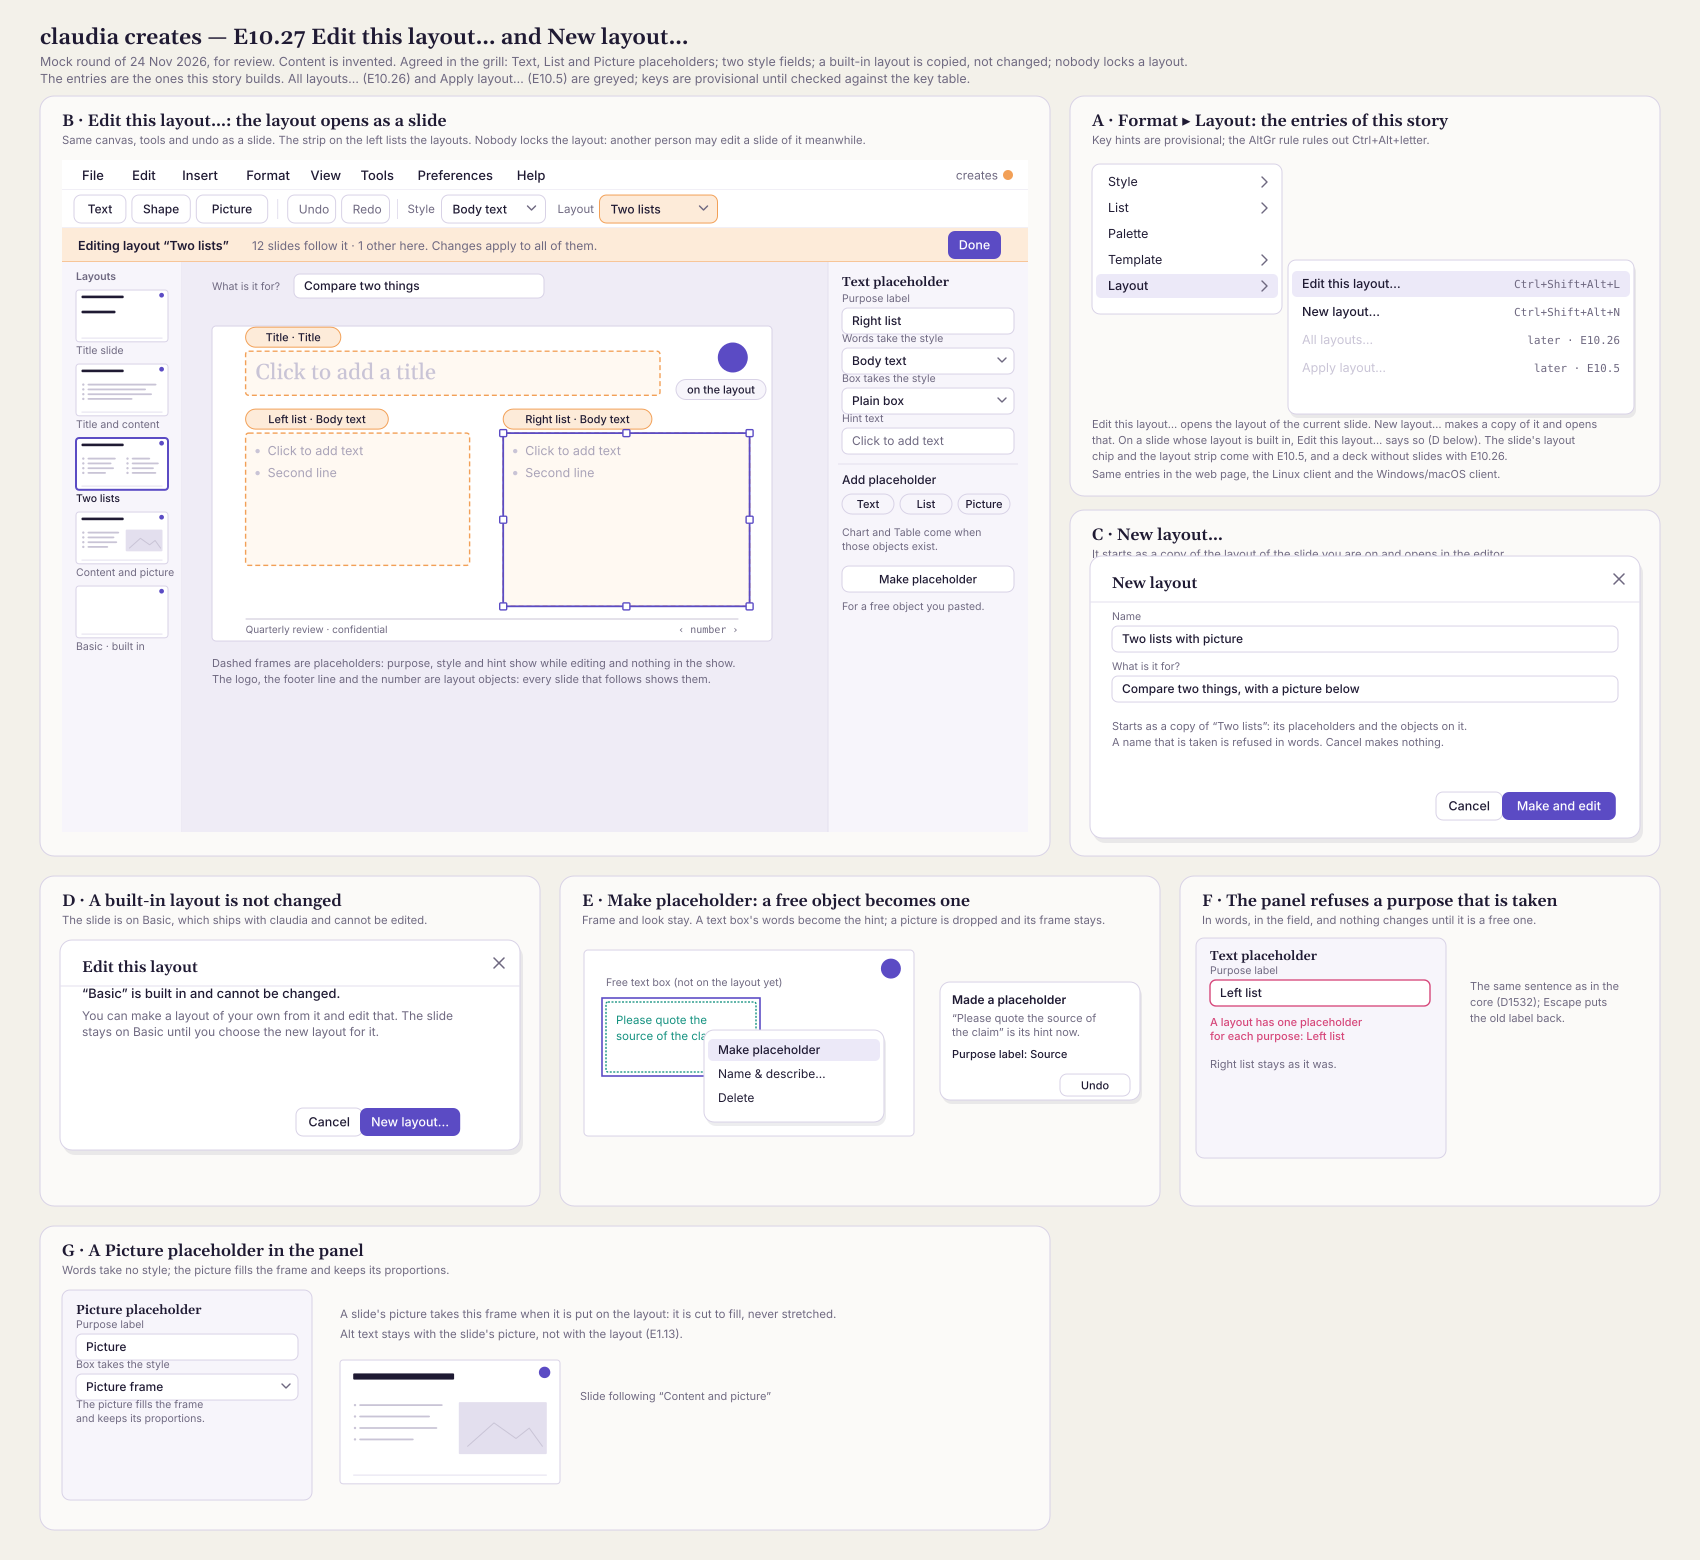 claudia creates — E10.27 Edit this layout... and New layout...
Mock round of 24 Nov 2026, for review. Content is invented. Agreed in the grill: Text, List and Picture placeholders; two style fields; a built-in layout is copied, not changed; nobody locks a layout.
The entries are the ones this story builds. All layouts... (E10.26) and Apply layout... (E10.5) are greyed; keys are provisional until checked against the key table.
B · Edit this layout...: the layout opens as a slide
Same canvas, tools and undo as a slide. The strip on the left lists the layouts. Nobody locks the layout: another person may edit a slide of it meanwhile.
File Edit Insert Format View Tools Preferences Help creates
Text Shape Picture Undo Redo Style Body text Layout Two lists
Editing layout “Two lists” 12 slides follow it · 1 other here. Changes apply to all of them. Done
Layouts
Title slide
Title and content
Two lists
Content and picture
Basic · built in
What is it for? Compare two things
Title · Title
Click to add a title
on the layout
Left list · Body text
Click to add text
Second line
Right list · Body text
Click to add text
Second line
Quarterly review · confidential ‹ number ›
Dashed frames are placeholders: purpose, style and hint show while editing and nothing in the show.
The logo, the footer line and the number are layout objects: every slide that follows shows them.
Text placeholder
Purpose label
Right list
Words take the style
Body text
Box takes the style
Plain box
Hint text
Click to add text
Add placeholder
Text List Picture
Chart and Table come when
those objects exist.
Make placeholder
For a free object you pasted.
A · Format ▸ Layout: the entries of this story
Key hints are provisional; the AltGr rule rules out Ctrl+Alt+letter.
Style
List
Palette
Template
Layout
Edit this layout... Ctrl+Shift+Alt+L
New layout... Ctrl+Shift+Alt+N
All layouts... later · E10.26
Apply layout... later · E10.5
Edit this layout... opens the layout of the current slide. New layout... makes a copy of it and opens
that. On a slide whose layout is built in, Edit this layout... says so (D below). The slide's layout
chip and the layout strip come with E10.5, and a deck without slides with E10.26.
Same entries in the web page, the Linux client and the Windows/macOS client.
C · New layout...
It starts as a copy of the layout of the slide you are on and opens in the editor.
New layout
Name
Two lists with picture
What is it for?
Compare two things, with a picture below
Starts as a copy of “Two lists”: its placeholders and the objects on it.
A name that is taken is refused in words. Cancel makes nothing.
Cancel Make and edit
D · A built-in layout is not changed
The slide is on Basic, which ships with claudia and cannot be edited.
Edit this layout
“Basic” is built in and cannot be changed.
You can make a layout of your own from it and edit that. The slide
stays on Basic until you choose the new layout for it.
Cancel New layout...
E · Make placeholder: a free object becomes one
Frame and look stay. A text box's words become the hint; a picture is dropped and its frame stays.
Free text box (not on the layout yet)
Please quote the
source of the cla
Make placeholder
Name & describe...
Delete
Made a placeholder
“Please quote the source of
the claim” is its hint now.
Purpose label: Source
Undo
F · The panel refuses a purpose that is taken
In words, in the field, and nothing changes until it is a free one.
Text placeholder
Purpose label
Left list
A layout has one placeholder
for each purpose: Left list
Right list stays as it was.
The same sentence as in the
core (D1532); Escape puts
the old label back.
G · A Picture placeholder in the panel
Words take no style; the picture fills the frame and keeps its proportions.
Picture placeholder
Purpose label
Picture
Box takes the style
Picture frame
The picture fills the frame
and keeps its proportions.
A slide's picture takes this frame when it is put on the layout: it is cut to fill, never stretched.
Alt text stays with the slide's picture, not with the layout (E1.13).
Slide following “Content and picture”